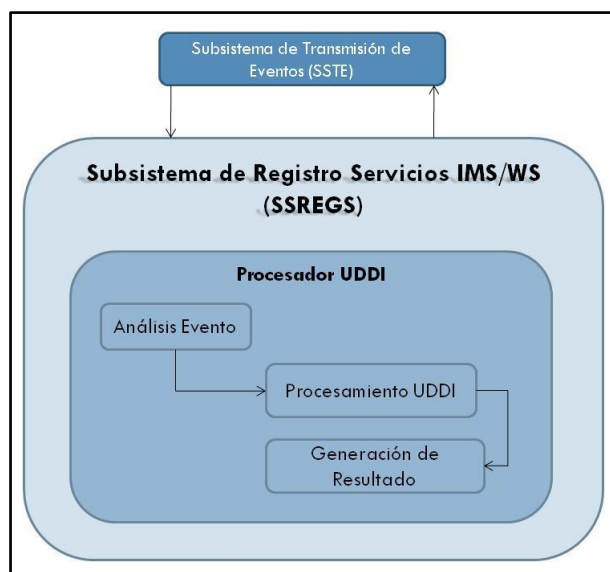 Subsistema de Transmisión de
Eventos (SSTE)
Subsistema de Registro Servicios IMS/WS
(SSREGS)
Procesador UDDI
Análisis Evento
Procesamiento UDDI
Generación de
Resultado